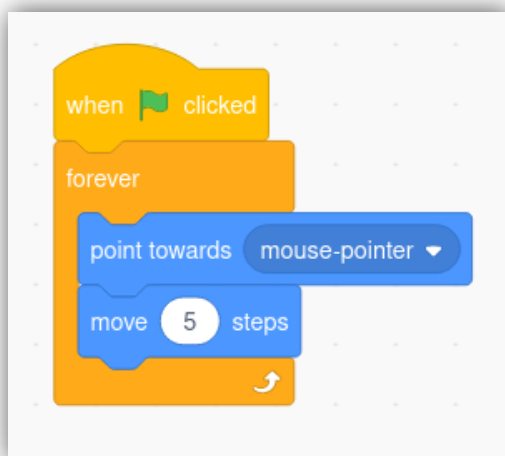 when clicked
forever
point towards mouse-pointer
move 5 steps